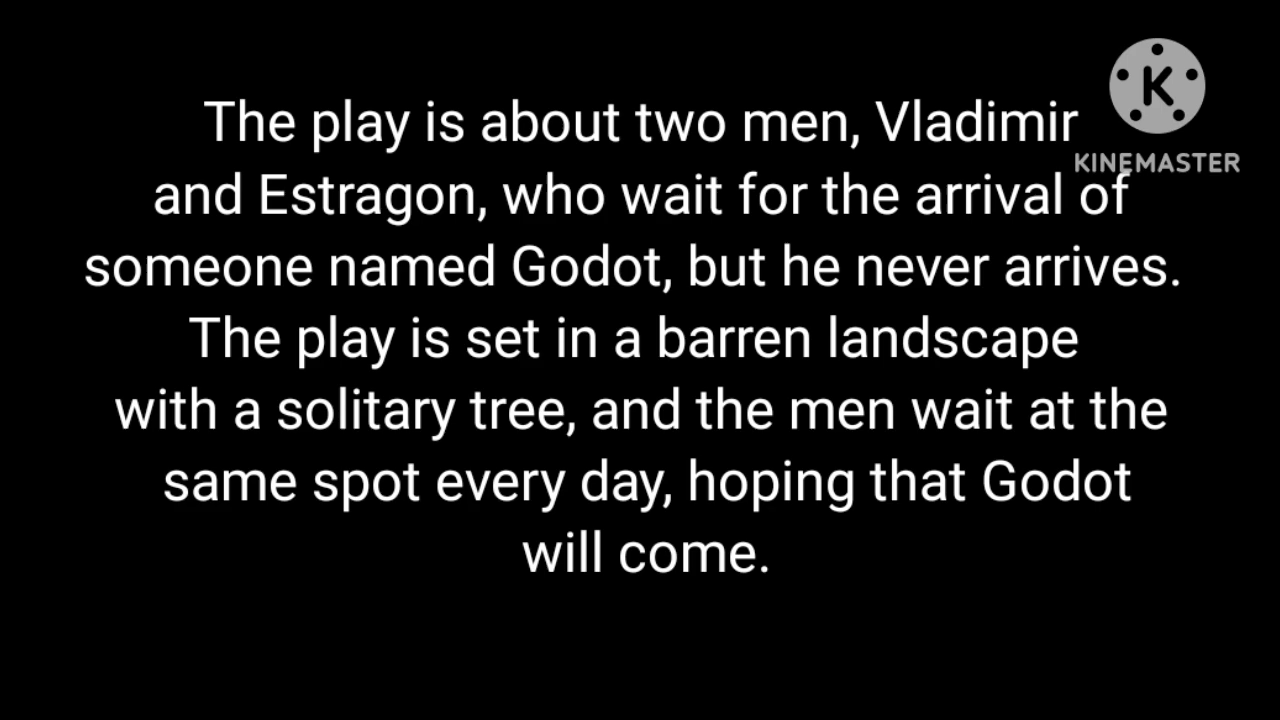 The play is about two men, Vladimir
and Estragon, who wait for the arrival of
someone named Godot, but he never arrives.
The play is set in a barren landscape
with a solitary tree, and the men wait at the
same spot every day, hoping that Godot
will come.
K
KINEMASTER